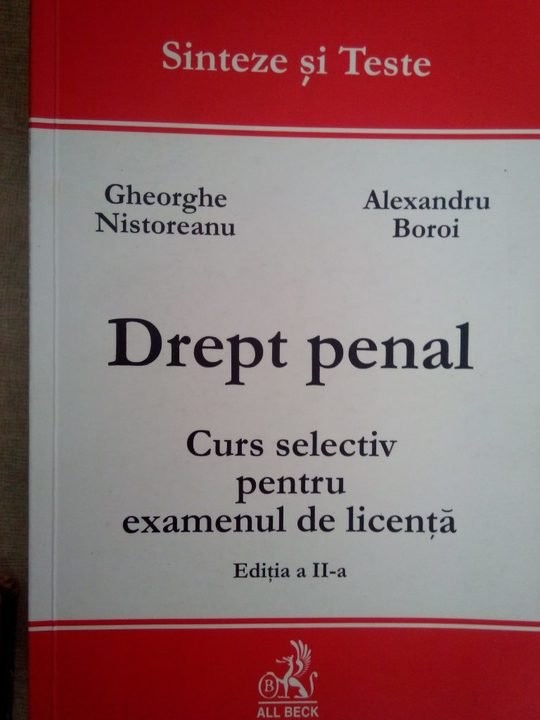 Sinteze și Teste
Gheorghe
Nistoreanu
Alexandru
Boroi
Drept penal
Curs selectiv
pentru
examenul de licență
Ediția a II-a
B
ALL BECK